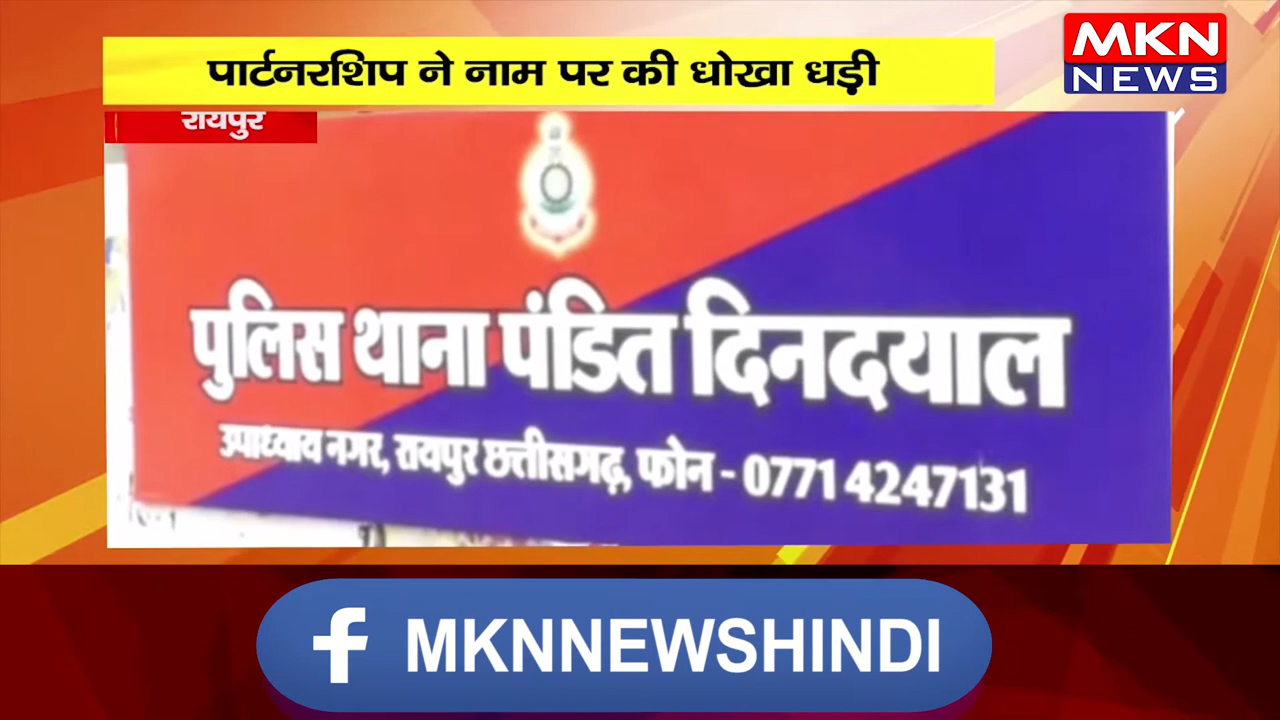 पार्टनरशिप ने नाम पर की धोखा धड़ी
MKN
NEWS
रायपुर
पुलिस थाना पंडित दिनदयाल
उपाध्याय नगर, रायपुर छत्तीसगढ़, फोन - 0771 4247131
f MKNNEWSHINDI